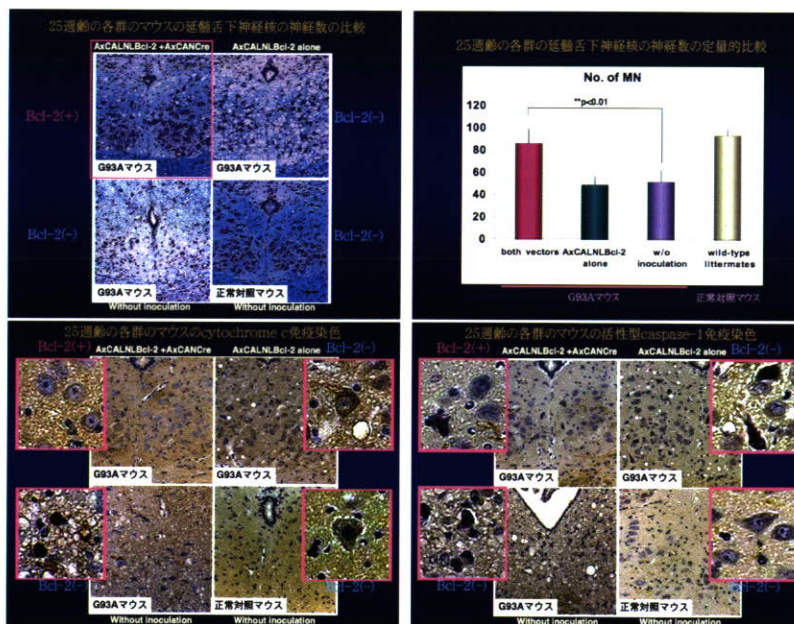 25週齢の各群のマウスの延髄舌下神経核の神経数の比較
AxCALNLBcl-2 +AxCANCre
AxCALNLBcl-2 alone
Bcl-2(+)
Bcl-2(-)
G93Aマウス
G93Aマウス
Bcl-2(-)
Bcl-2(-)
G93Aマウス
正常対照マウス
Without inoculation
Without inoculation
25週齢の各群の延髄舌下神経核の神経数の定量的比較
No. of MN
**p<0.01
120
100
80
60
40
20
0
both vectors
AxCALNLBcl-2 alone
w/o inoculation
wild-type littermates
G93Aマウス
正常対照マウス
25週齢の各群のマウスのcytochrome c免疫染色
Bcl-2(+)
AxCALNLBcl-2 +AxCANCre
AxCALNLBcl-2 alone
Bcl-2(-)
G93Aマウス
G93Aマウス
Bcl-2(-)
G93Aマウス
正常対照マウス
Bcl-2(-)
Without inoculation
Without inoculation
25週齢の各群のマウスの活性型caspase-1免疫染色
Bcl-2(+)
AxCALNLBcl-2 +AxCANCre
AxCALNLBcl-2 alone
Bcl-2(-)
G93Aマウス
G93Aマウス
Bcl-2(-)
G93Aマウス
正常対照マウス
Bcl-2(-)
Without inoculation
Without inoculation